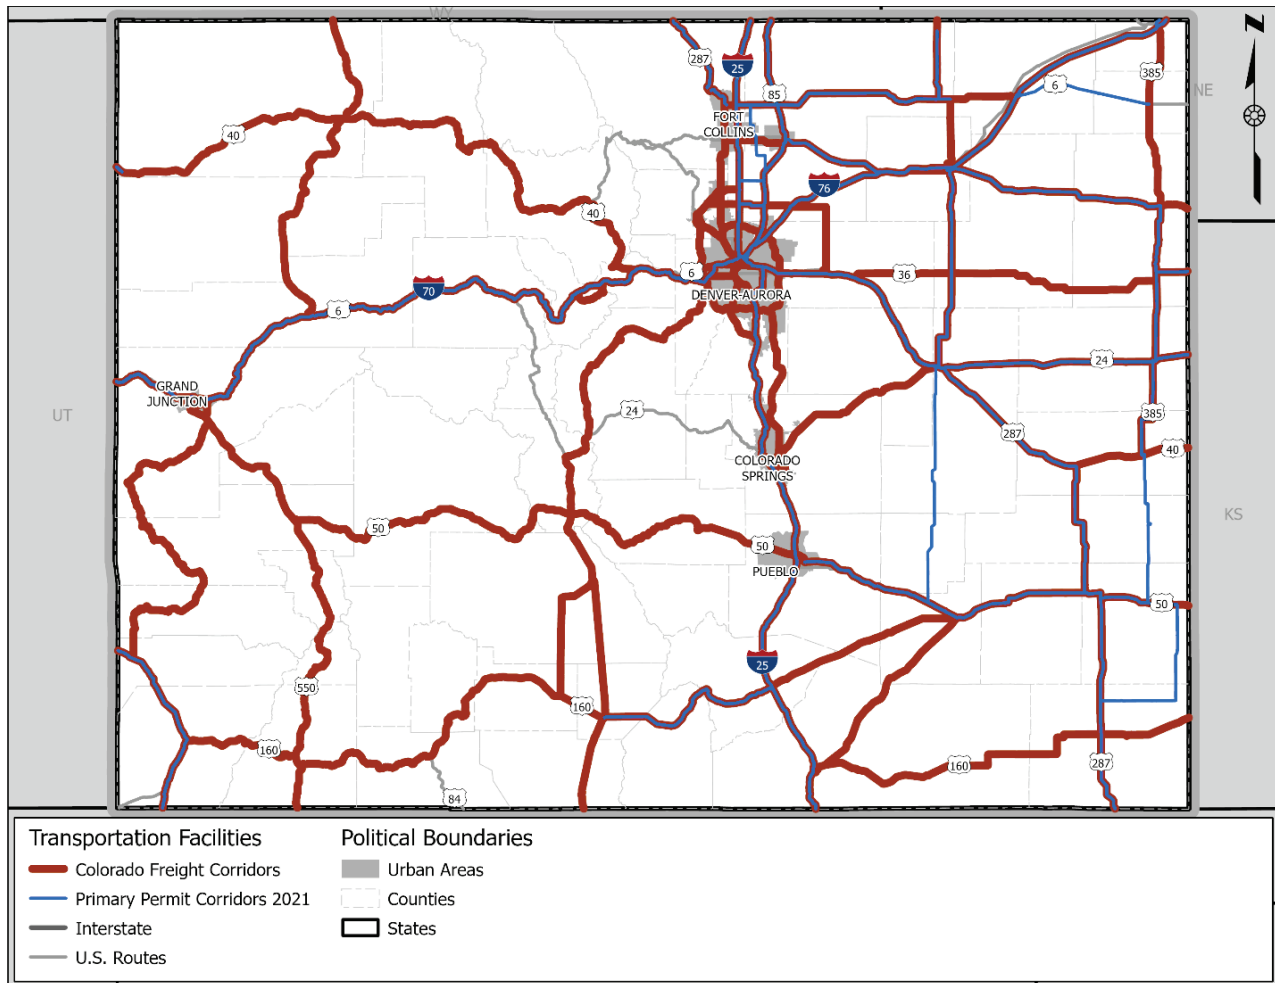 WY
Z
287
25
85
6
385
NE
40
FORT
COLLINS
76
40
6
36
70
DENVER-AURORA
6
24
GRAND
JUNCTION
UT
24
385
287
40
COLORADO
SPRINGS
KS
50
50
PUEBLO
50
25
550
160
160
160
287
84
Transportation Facilities
Colorado Freight Corridors
Primary Permit Corridors 2021
Interstate
U.S. Routes
Political Boundaries
Urban Areas
Counties
States